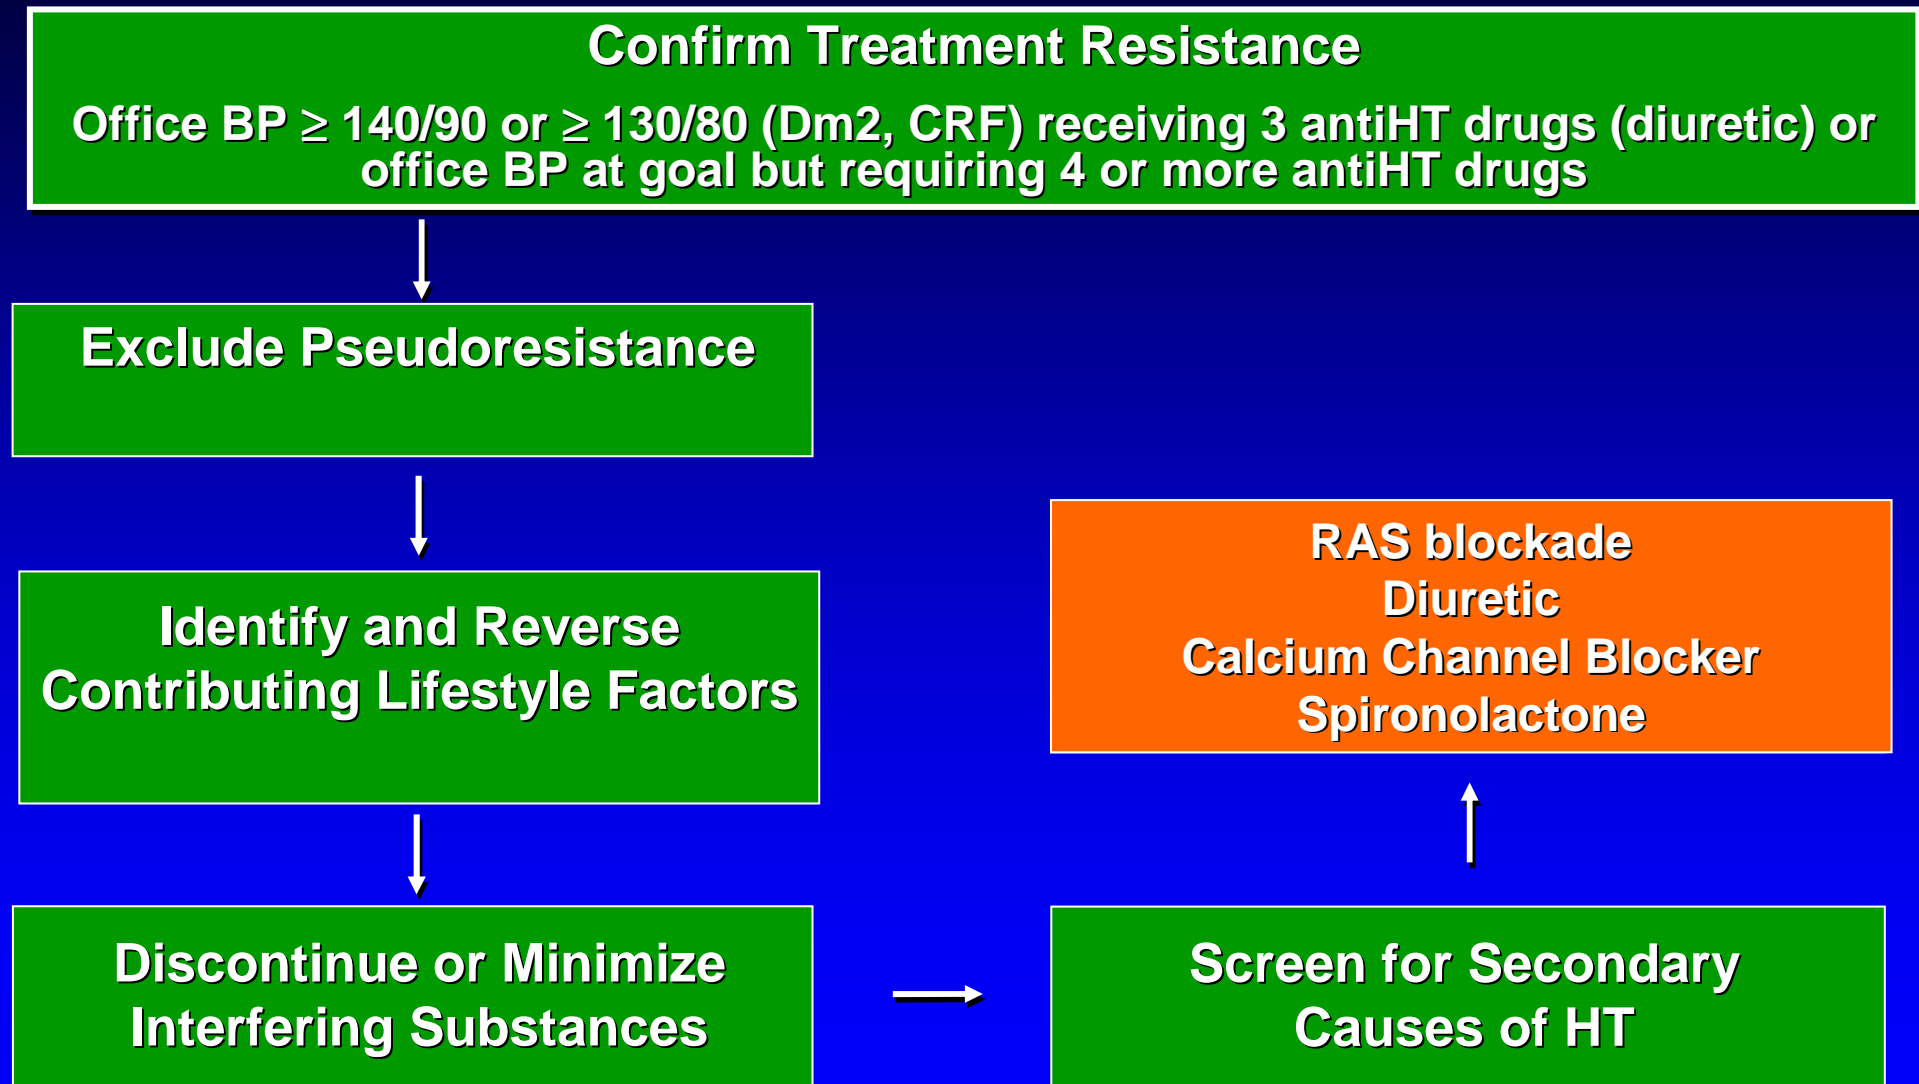 Confirm Treatment Resistance
Office BP ≥ 140/90 or ≥ 130/80 (Dm2, CRF) receiving 3 antiHT drugs (diuretic) or
office BP at goal but requiring 4 or more antiHT drugs
Exclude Pseudoresistance
Identify and Reverse
Contributing Lifestyle Factors
Discontinue or Minimize
Interfering Substances
Screen for Secondary
Causes of HT
RAS blockade
Diuretic
Calcium Channel Blocker
Spironolactone